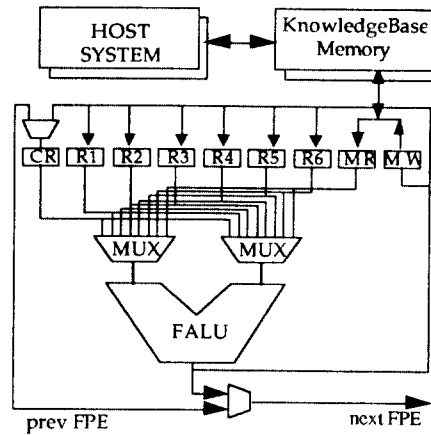 HOST
SYSTEM
KnowledgeBase
Memory
CR R1 R2 R3 R4 R5 R6 MR MW
MUX MUX
FALU
prev FPE
next FPE